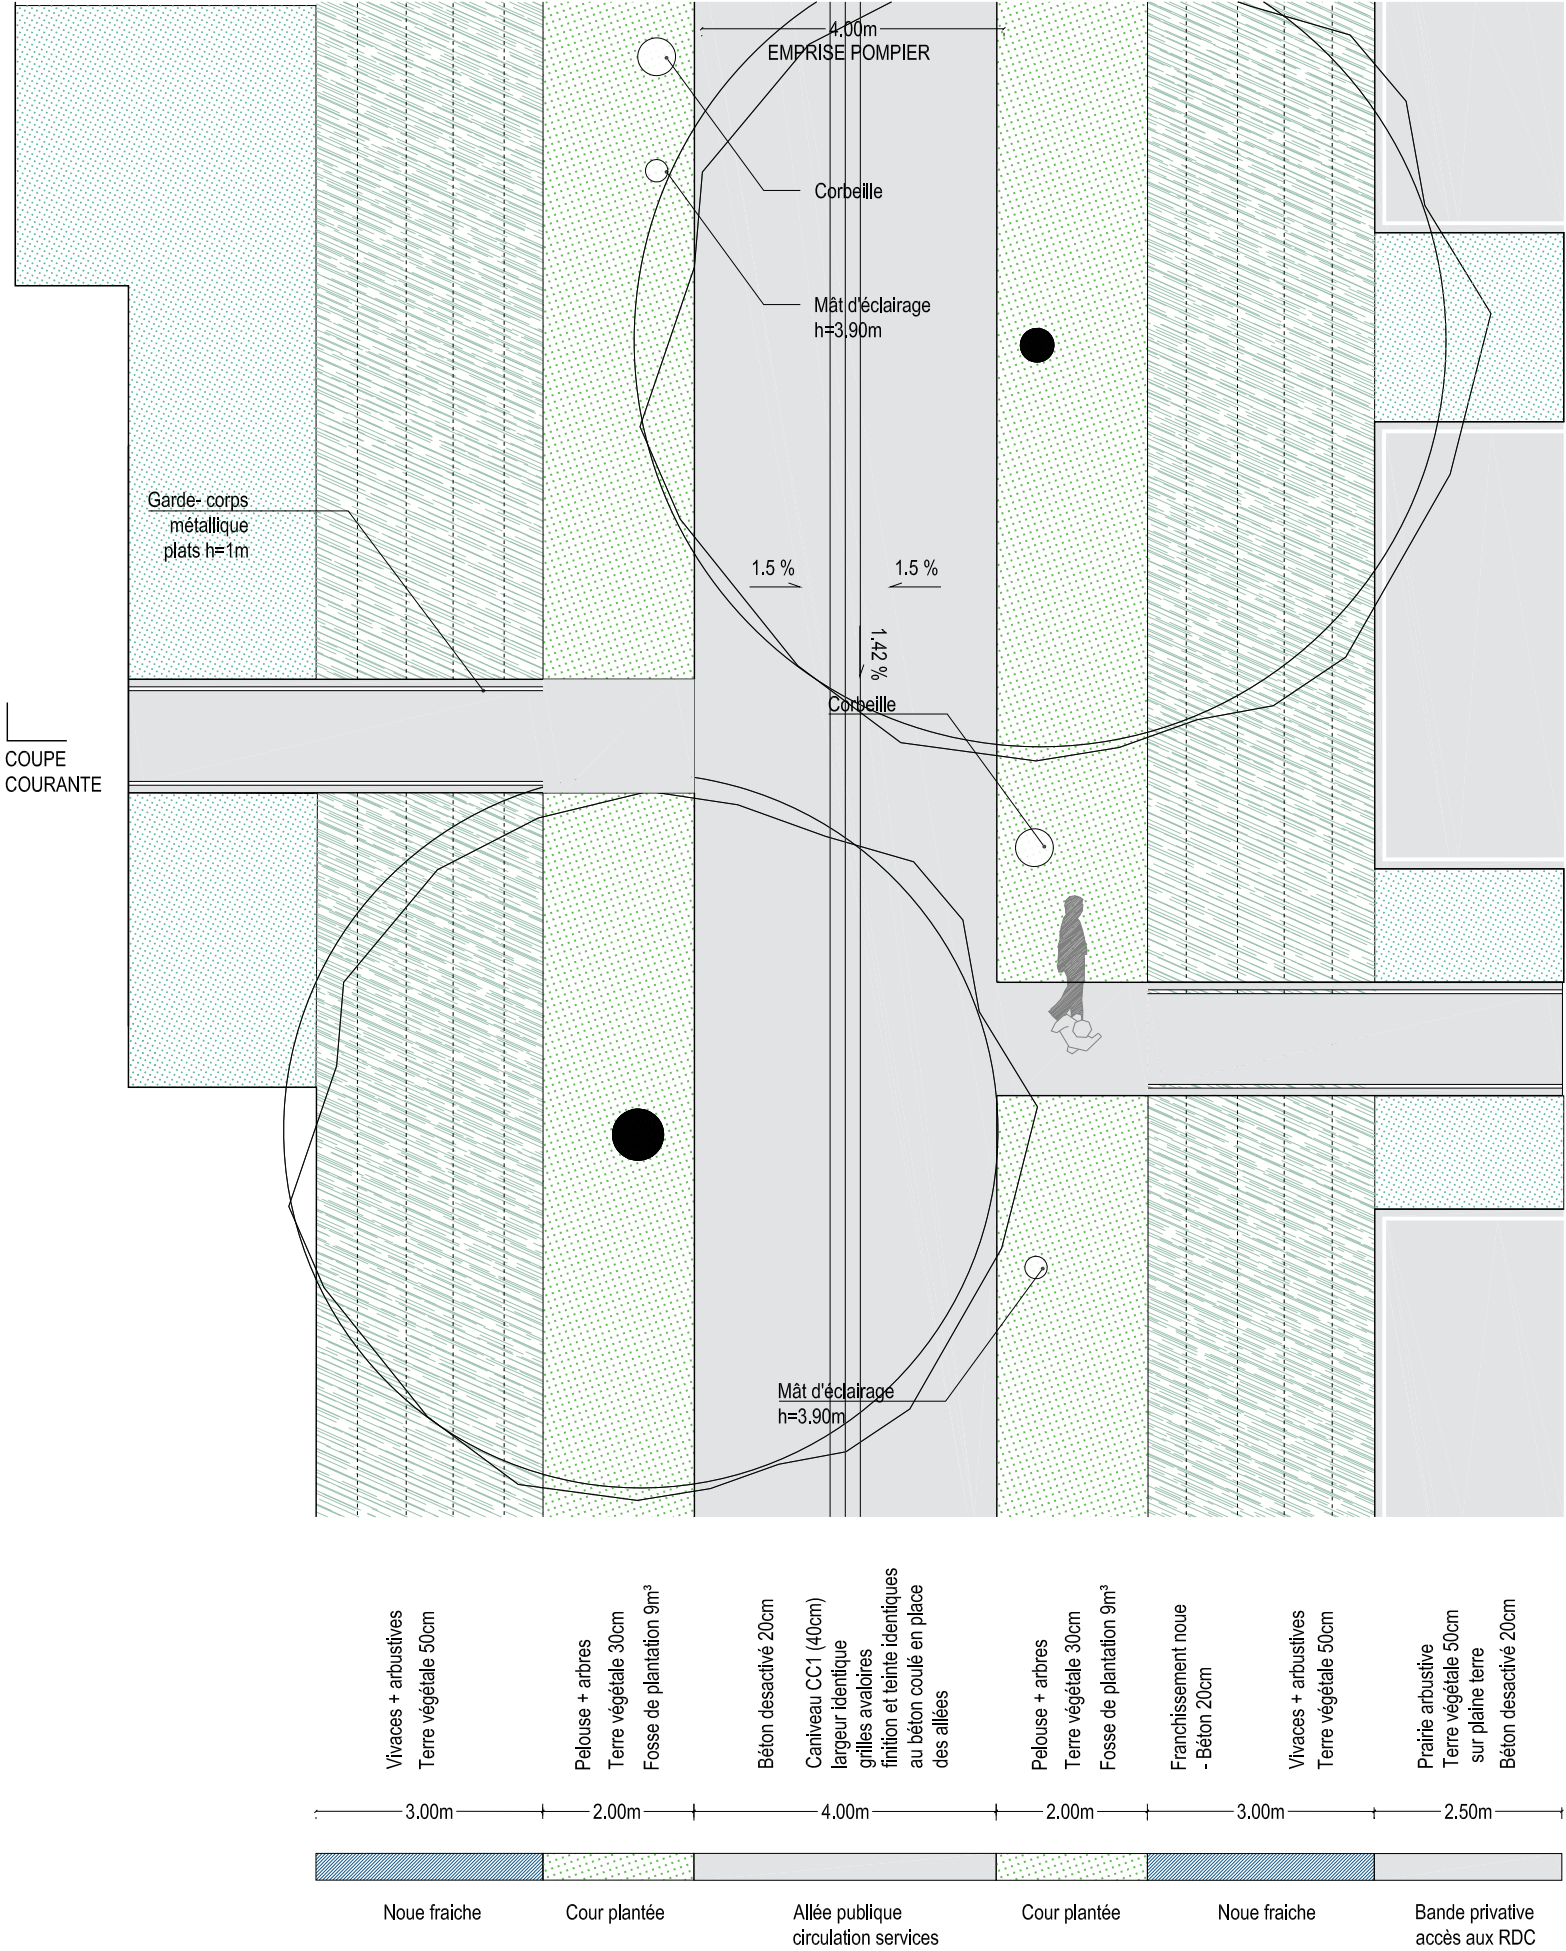 4.00m
EMPRISE POMPIER
Corbeille
Mât d'éclairage
h=3.90m
Garde- corps
métallique
plats h=1m
1.5 %
1.5 %
1.42 %
Corbeille
COUPE
COURANTE
Mât d'éclairage
h=3.90m
Vivaces + arbustives
Terre végétale 50cm
Pelouse + arbres
Terre végétale 30cm
Fosse de plantation 9m³
Béton desactivé 20cm
Caniveau CC1 (40cm)
largeur identique
grilles avaloires
finition et teinte identiques
au béton coulé en place
des allées
Pelouse + arbres
Terre végétale 30cm
Fosse de plantation 9m³
Franchissement noue
- Béton 20cm
Vivaces + arbustives
Terre végétale 50cm
Prairie arbustive
Terre végétale 50cm
sur plaine terre
Béton desactivé 20cm
3.00m
2.00m
4.00m
2.00m
3.00m
2.50m
Noue fraiche
Cour plantée
Allée publique
circulation services
Cour plantée
Noue fraiche
Bande privative
accès aux RDC